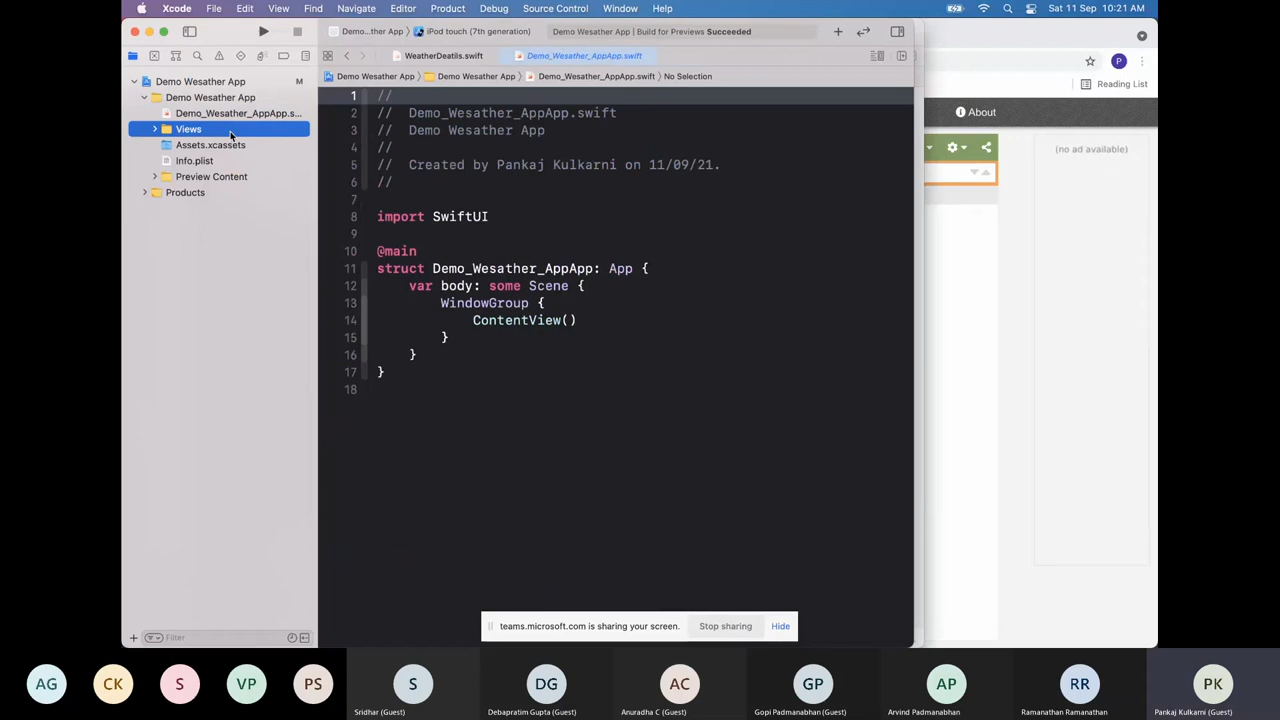 Xcode File Edit View Find Navigate Editor Product Debug Source Control Window Help Sat 11 Sep 10:21 AM
Demo...ther App iPod touch (7th generation) Demo Wesather App | Build for Previews Succeeded
WeatherDeatils.swift Demo_Wesather_AppApp.swift
P
Demo Wesather App Demo Wesather App Demo_Wesather_AppApp.swift No Selection
Reading List
Demo Wesather App M
Demo Wesather App
Demo_Wesather_AppApp.s...
Views
Assets.xcassets
Info.plist
Preview Content
Products
1 //
2 // Demo_Wesather_AppApp.swift
3 // Demo Wesather App
4 //
5 // Created by Pankaj Kulkarni on 11/09/21.
6 //
7
8 import SwiftUI
9
10 @main
11 struct Demo_Wesather_AppApp: App {
12 var body: some Scene {
13 WindowGroup {
14 ContentView()
15 }
16 }
17 }
18
About
(no ad available)
Filter
teams.microsoft.com is sharing your screen. Stop sharing Hide
AG CK S VP PS S DG AC GP AP RR PK
Sridhar (Guest) Debapratim Gupta (Guest) Anuradha C (Guest) Gopi Padmanabhan (Guest) Arvind Padmanabhan Ramanathan Ramanathan Pankaj Kulkarni (Guest)